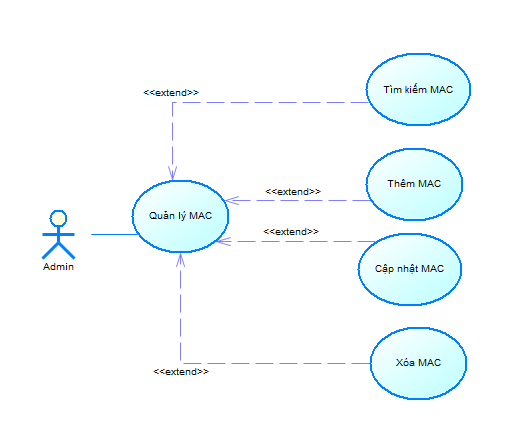 Tìm kiếm MAC
<<extend>>
Thêm MAC
<<extend>>
Quản lý MAC
<<extend>>
Admin
Cập nhật MAC
Xóa MAC
<<extend>>